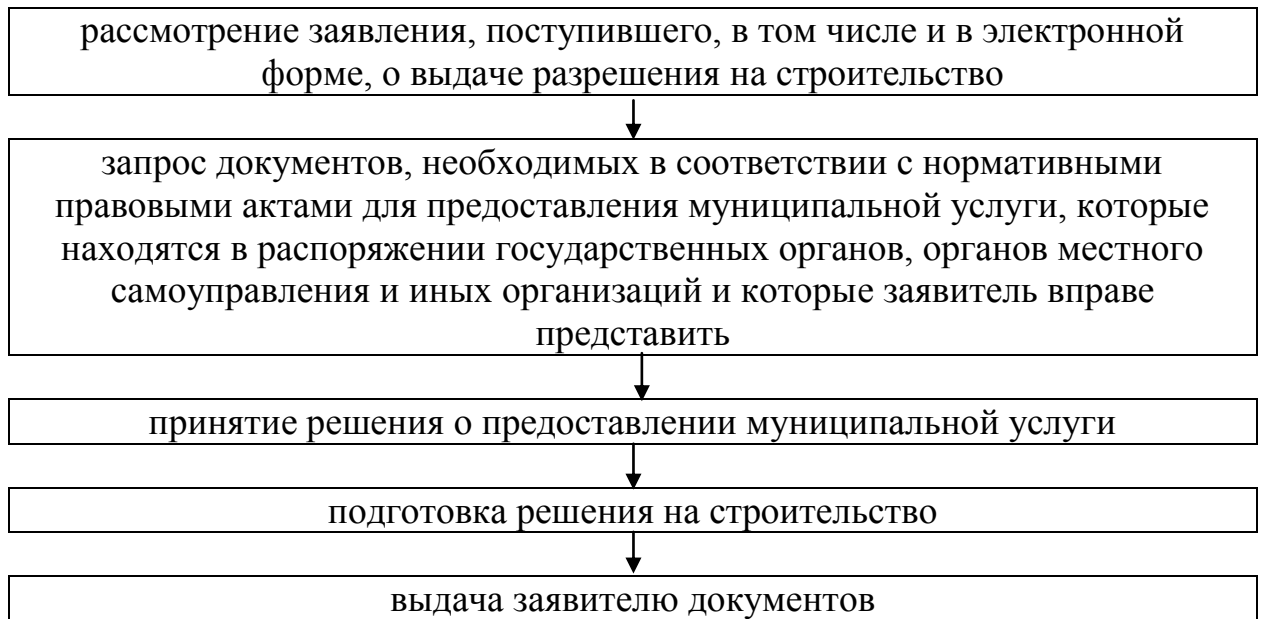 рассмотрение заявления, поступившего, в том числе и в электронной
форме, о выдаче разрешения на строительство
запрос документов, необходимых в соответствии с нормативными
правовыми актами для предоставления муниципальной услуги, которые
находятся в распоряжении государственных органов, органов местного
самоуправления и иных организаций и которые заявитель вправе
представить
принятие решения о предоставлении муниципальной услуги
подготовка решения на строительство
выдача заявителю документов